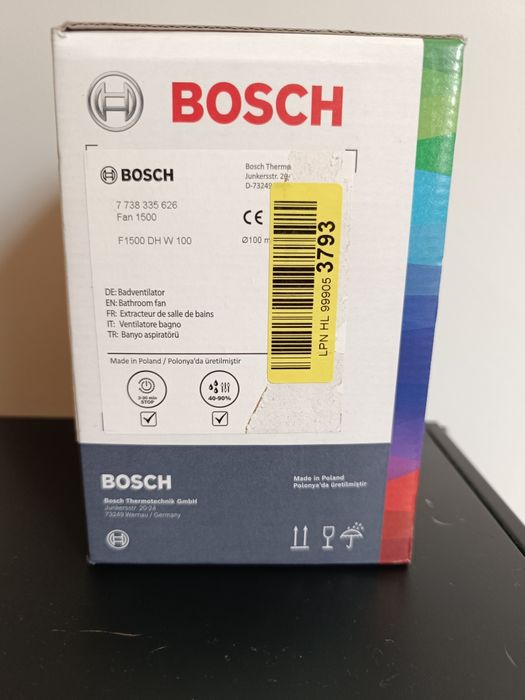 BOSCH
BOSCH
Bosch Thermo
Junkersstr. 20
D-73249
7 738 335 626
Fan 1500
CE
F1500 DH W 100
Ø100 m
LPN HL 99905 3793
DE: Badventilator
EN: Bathroom fan
FR: Extracteur de salle de bains
IT: Ventilatore bagno
TR: Banyo aspiratörü
Made in Poland / Polonya'da üretilmiştir
2-30 min
STOP
40-90%
BOSCH
Bosch Thermotechnik GmbH
Junkersstr. 20-24
73249 Wernau / Germany
Made in Poland
Polonya'da üretilmiştir